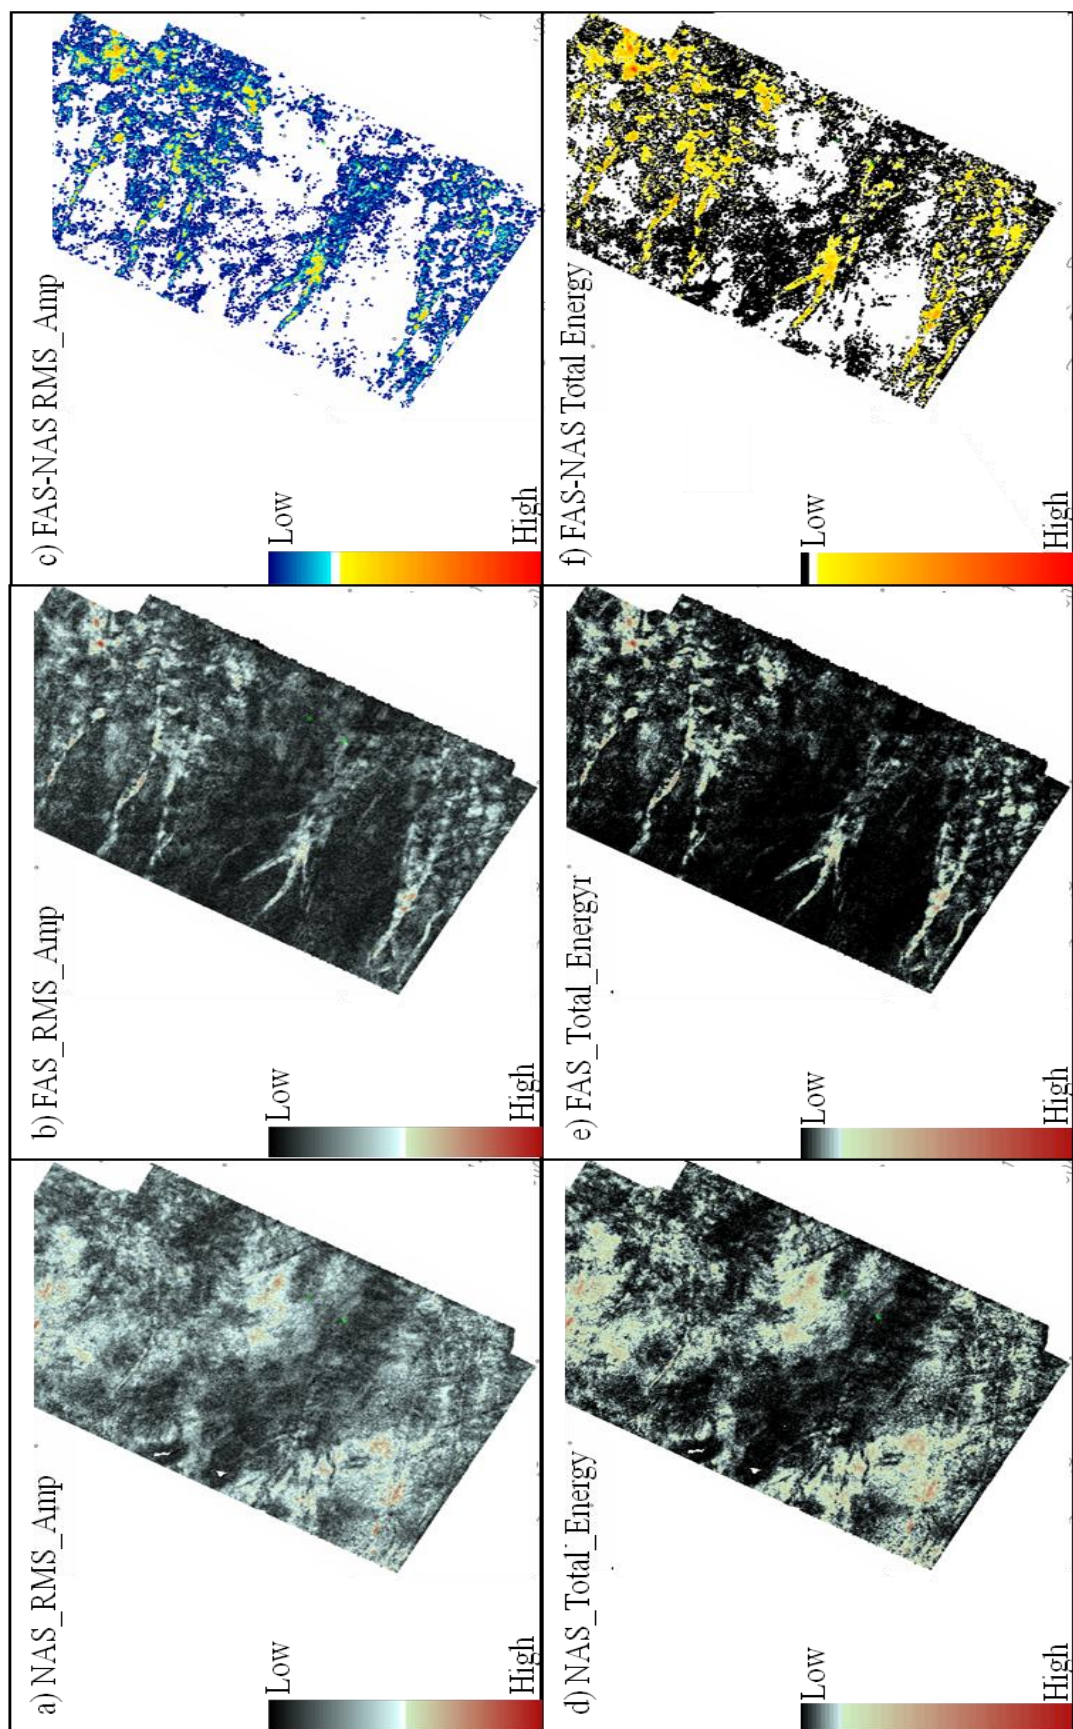 a) NAS_RMS_Amp
Low
High
b) FAS_RMS_Amp
Low
High
c) FAS-NAS RMS_Amp
Low
High
d) NAS_Total_Energy
Low
High
e) FAS_Total_Energyr
Low
High
f) FAS-NAS Total Energy
Low
High